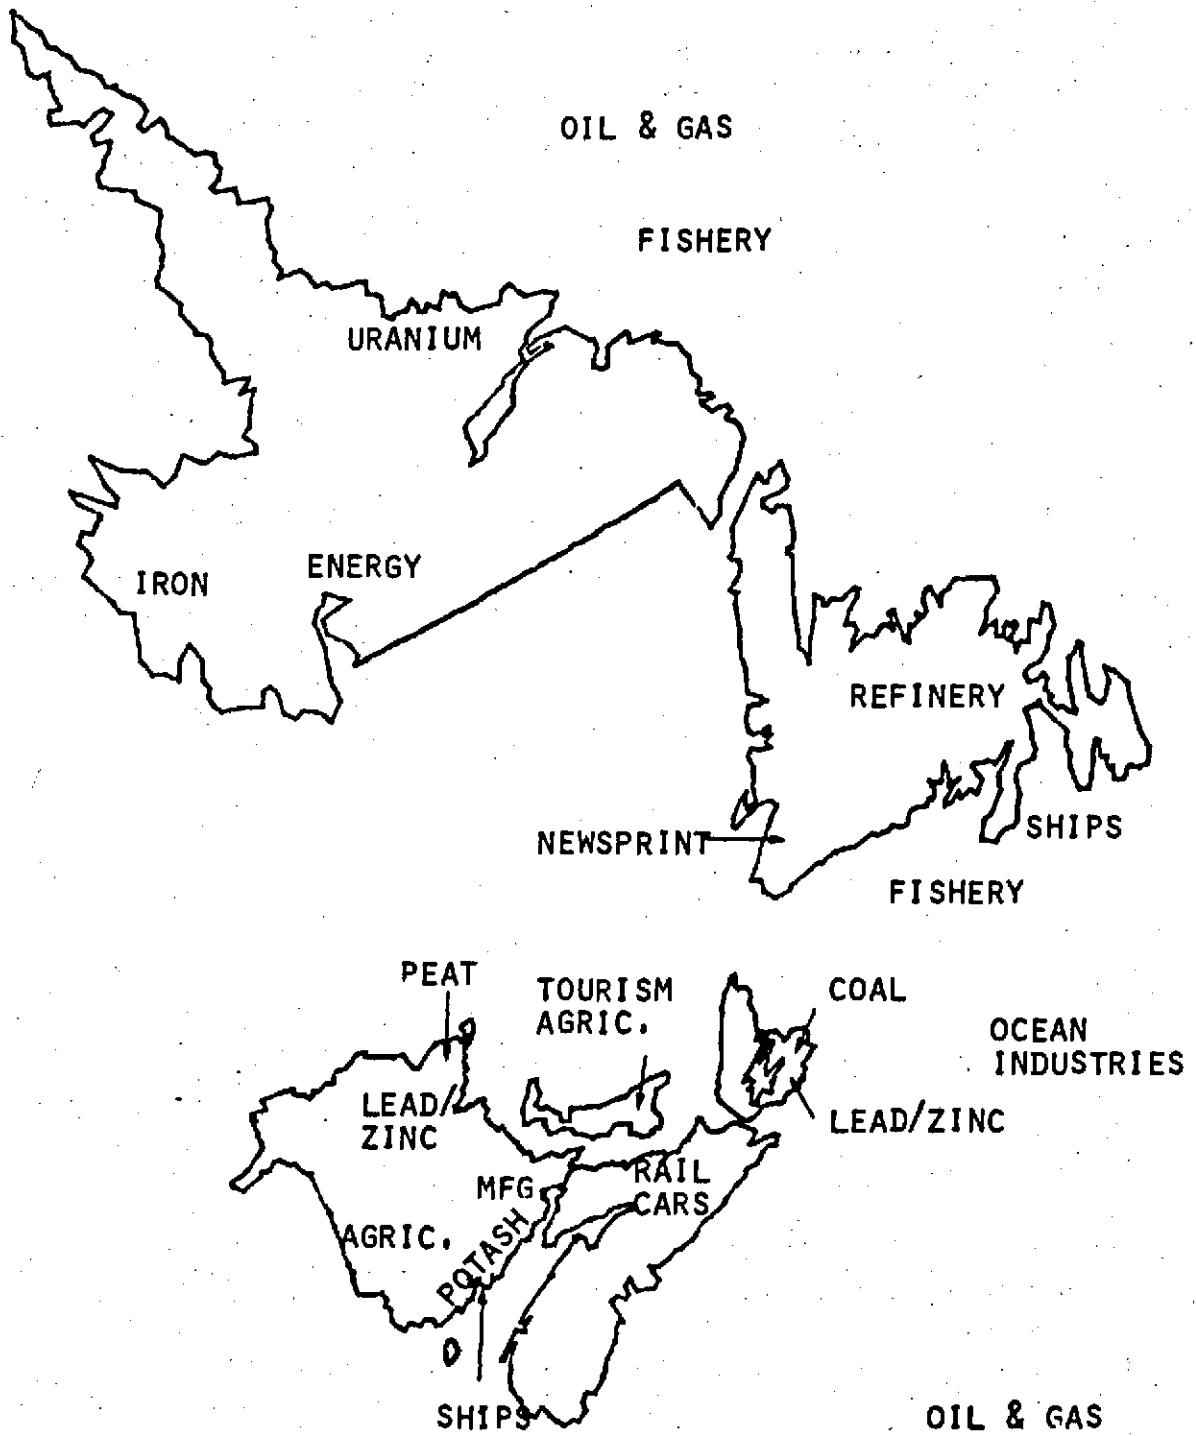 OIL & GAS
FISHERY
URANIUM
ENERGY
IRON
REFINERY
SHIPS
NEWSPRINT
FISHERY
PEAT
TOURISM
AGRIC.
COAL
OCEAN
INDUSTRIES
LEAD/
ZINC
LEAD/ZINC
RAIL
CARS
MFG
AGRIC.
POTASH
SHIPS
OIL & GAS